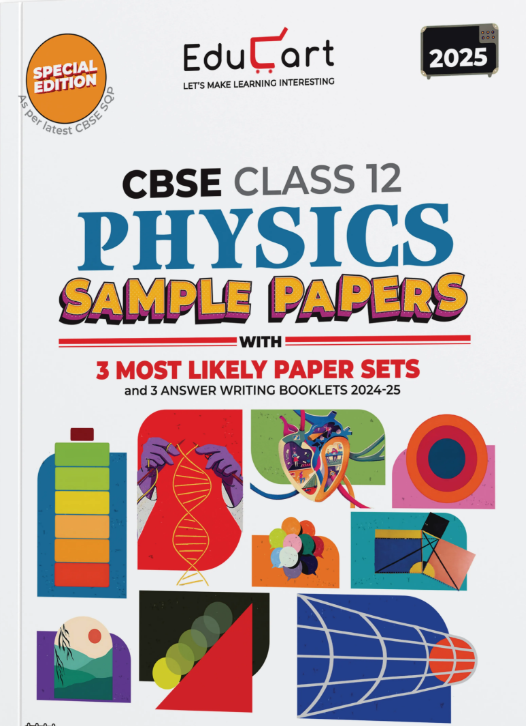 SPECIAL
EDITION
As per latest CBSE SQP
EduCart
LET'S MAKE LEARNING INTERESTING
2025
CBSE CLASS 12
PHYSICS
SAMPLE PAPERS
WITH
3 MOST LIKELY PAPER SETS
and 3 ANSWER WRITING BOOKLETS 2024-25